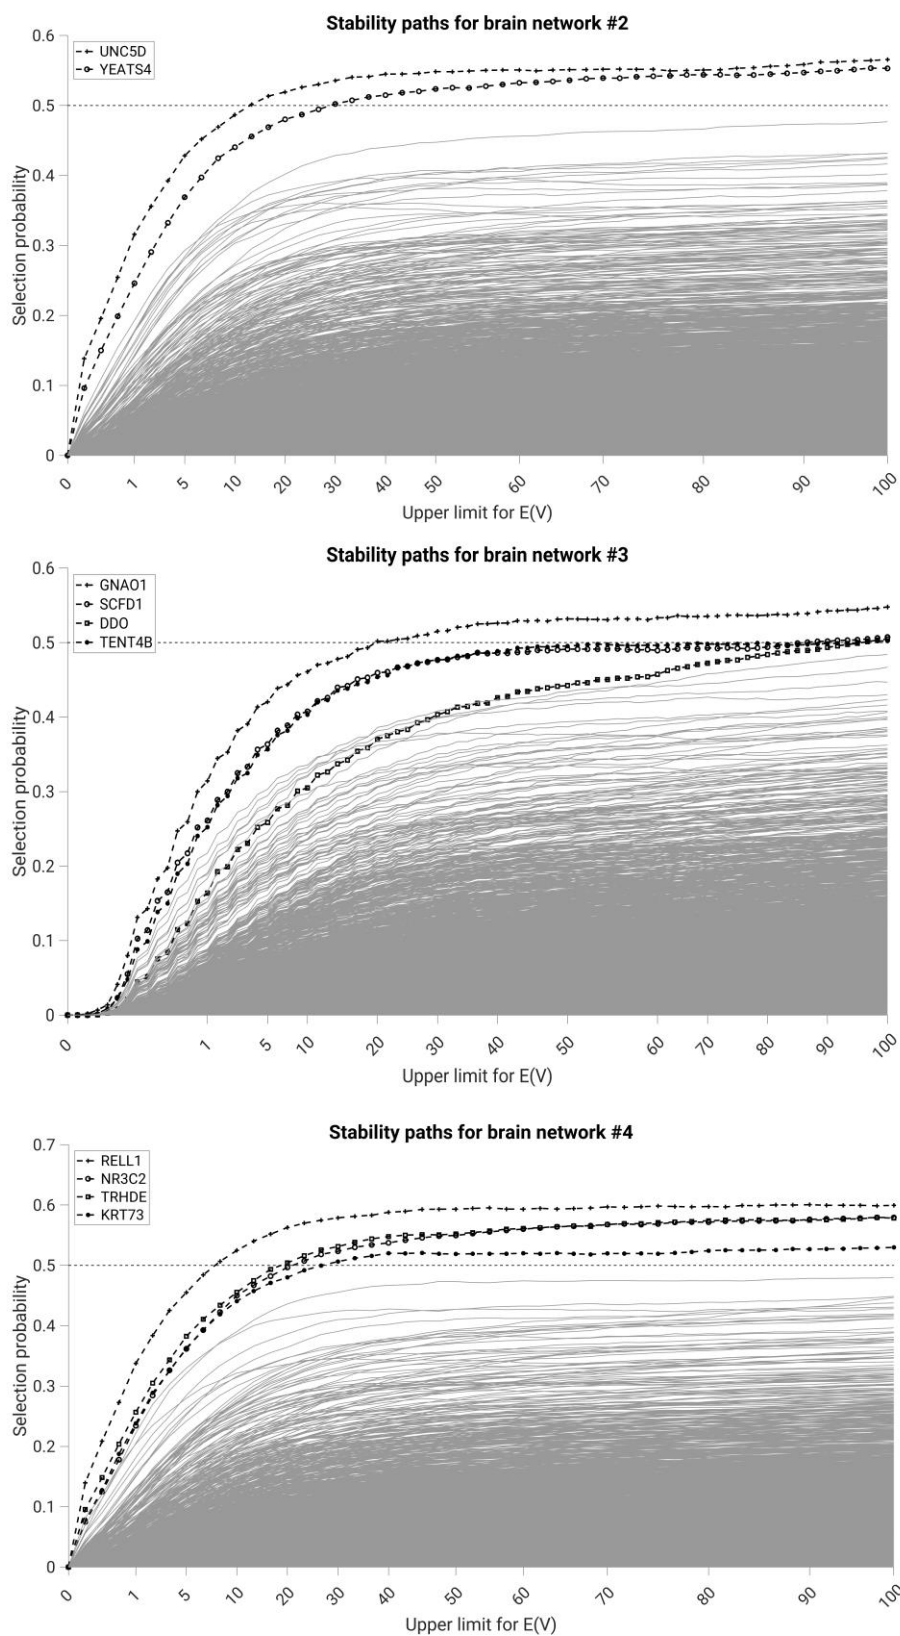 Stability paths for brain network #2
0.6
UNC5D
YEATS4
0.5
0.4
0.3
0.2
0.1
0
Selection probability
0 1 5 10 20 30 40 50 60 70 80 90 100
Upper limit for E(V)
Stability paths for brain network #3
0.6
GNAO1
SCFD1
DDO
TENT4B
0.5
0.4
0.3
0.2
0.1
0
Selection probability
0 1 5 10 20 30 40 50 60 70 80 90 100
Upper limit for E(V)
Stability paths for brain network #4
0.7
RELL1
NR3C2
TRHDE
KRT73
0.6
0.5
0.4
0.3
0.2
0.1
0
Selection probability
0 1 5 10 20 30 40 50 60 70 80 90 100
Upper limit for E(V)